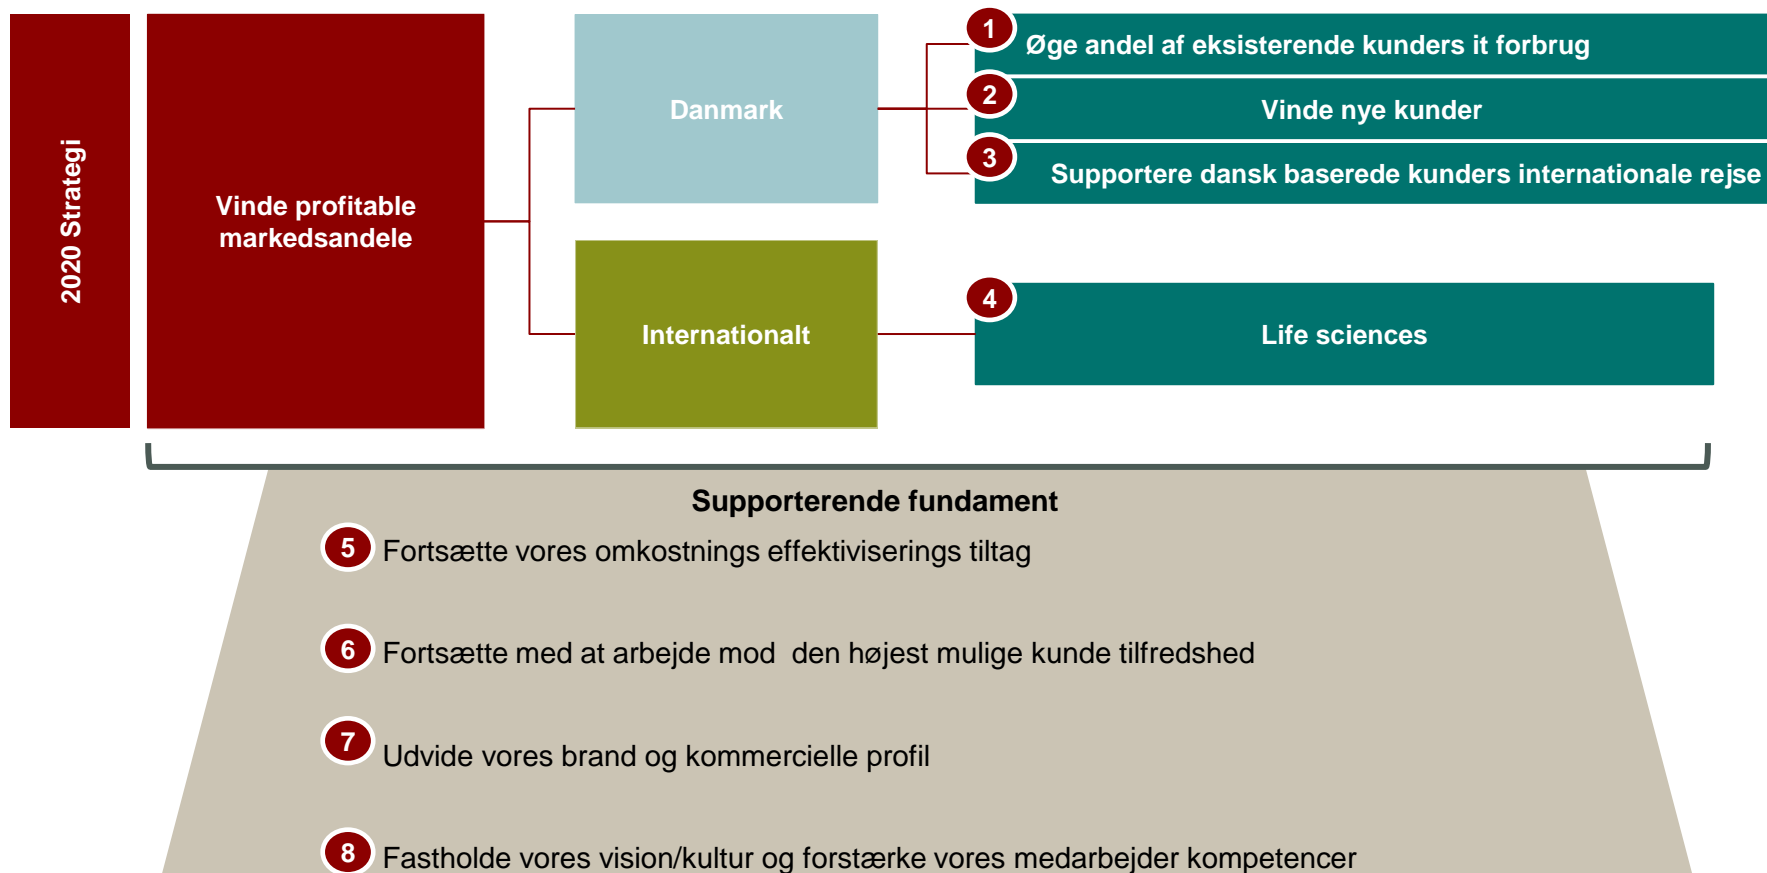 2020 Strategi
Vinde profitable
markedsandele
Danmark
1
Øge andel af eksisterende kunders it forbrug
2
Vinde nye kunder
3
Supportere dansk baserede kunders internationale rejse
Internationalt
4
Life sciences
Supporterende fundament
5 Fortsætte vores omkostnings effektiviserings tiltag
6 Fortsætte med at arbejde mod  den højest mulige kunde tilfredshed
7 Udvide vores brand og kommercielle profil
8 Fastholde vores vision/kultur og forstærke vores medarbejder kompetencer